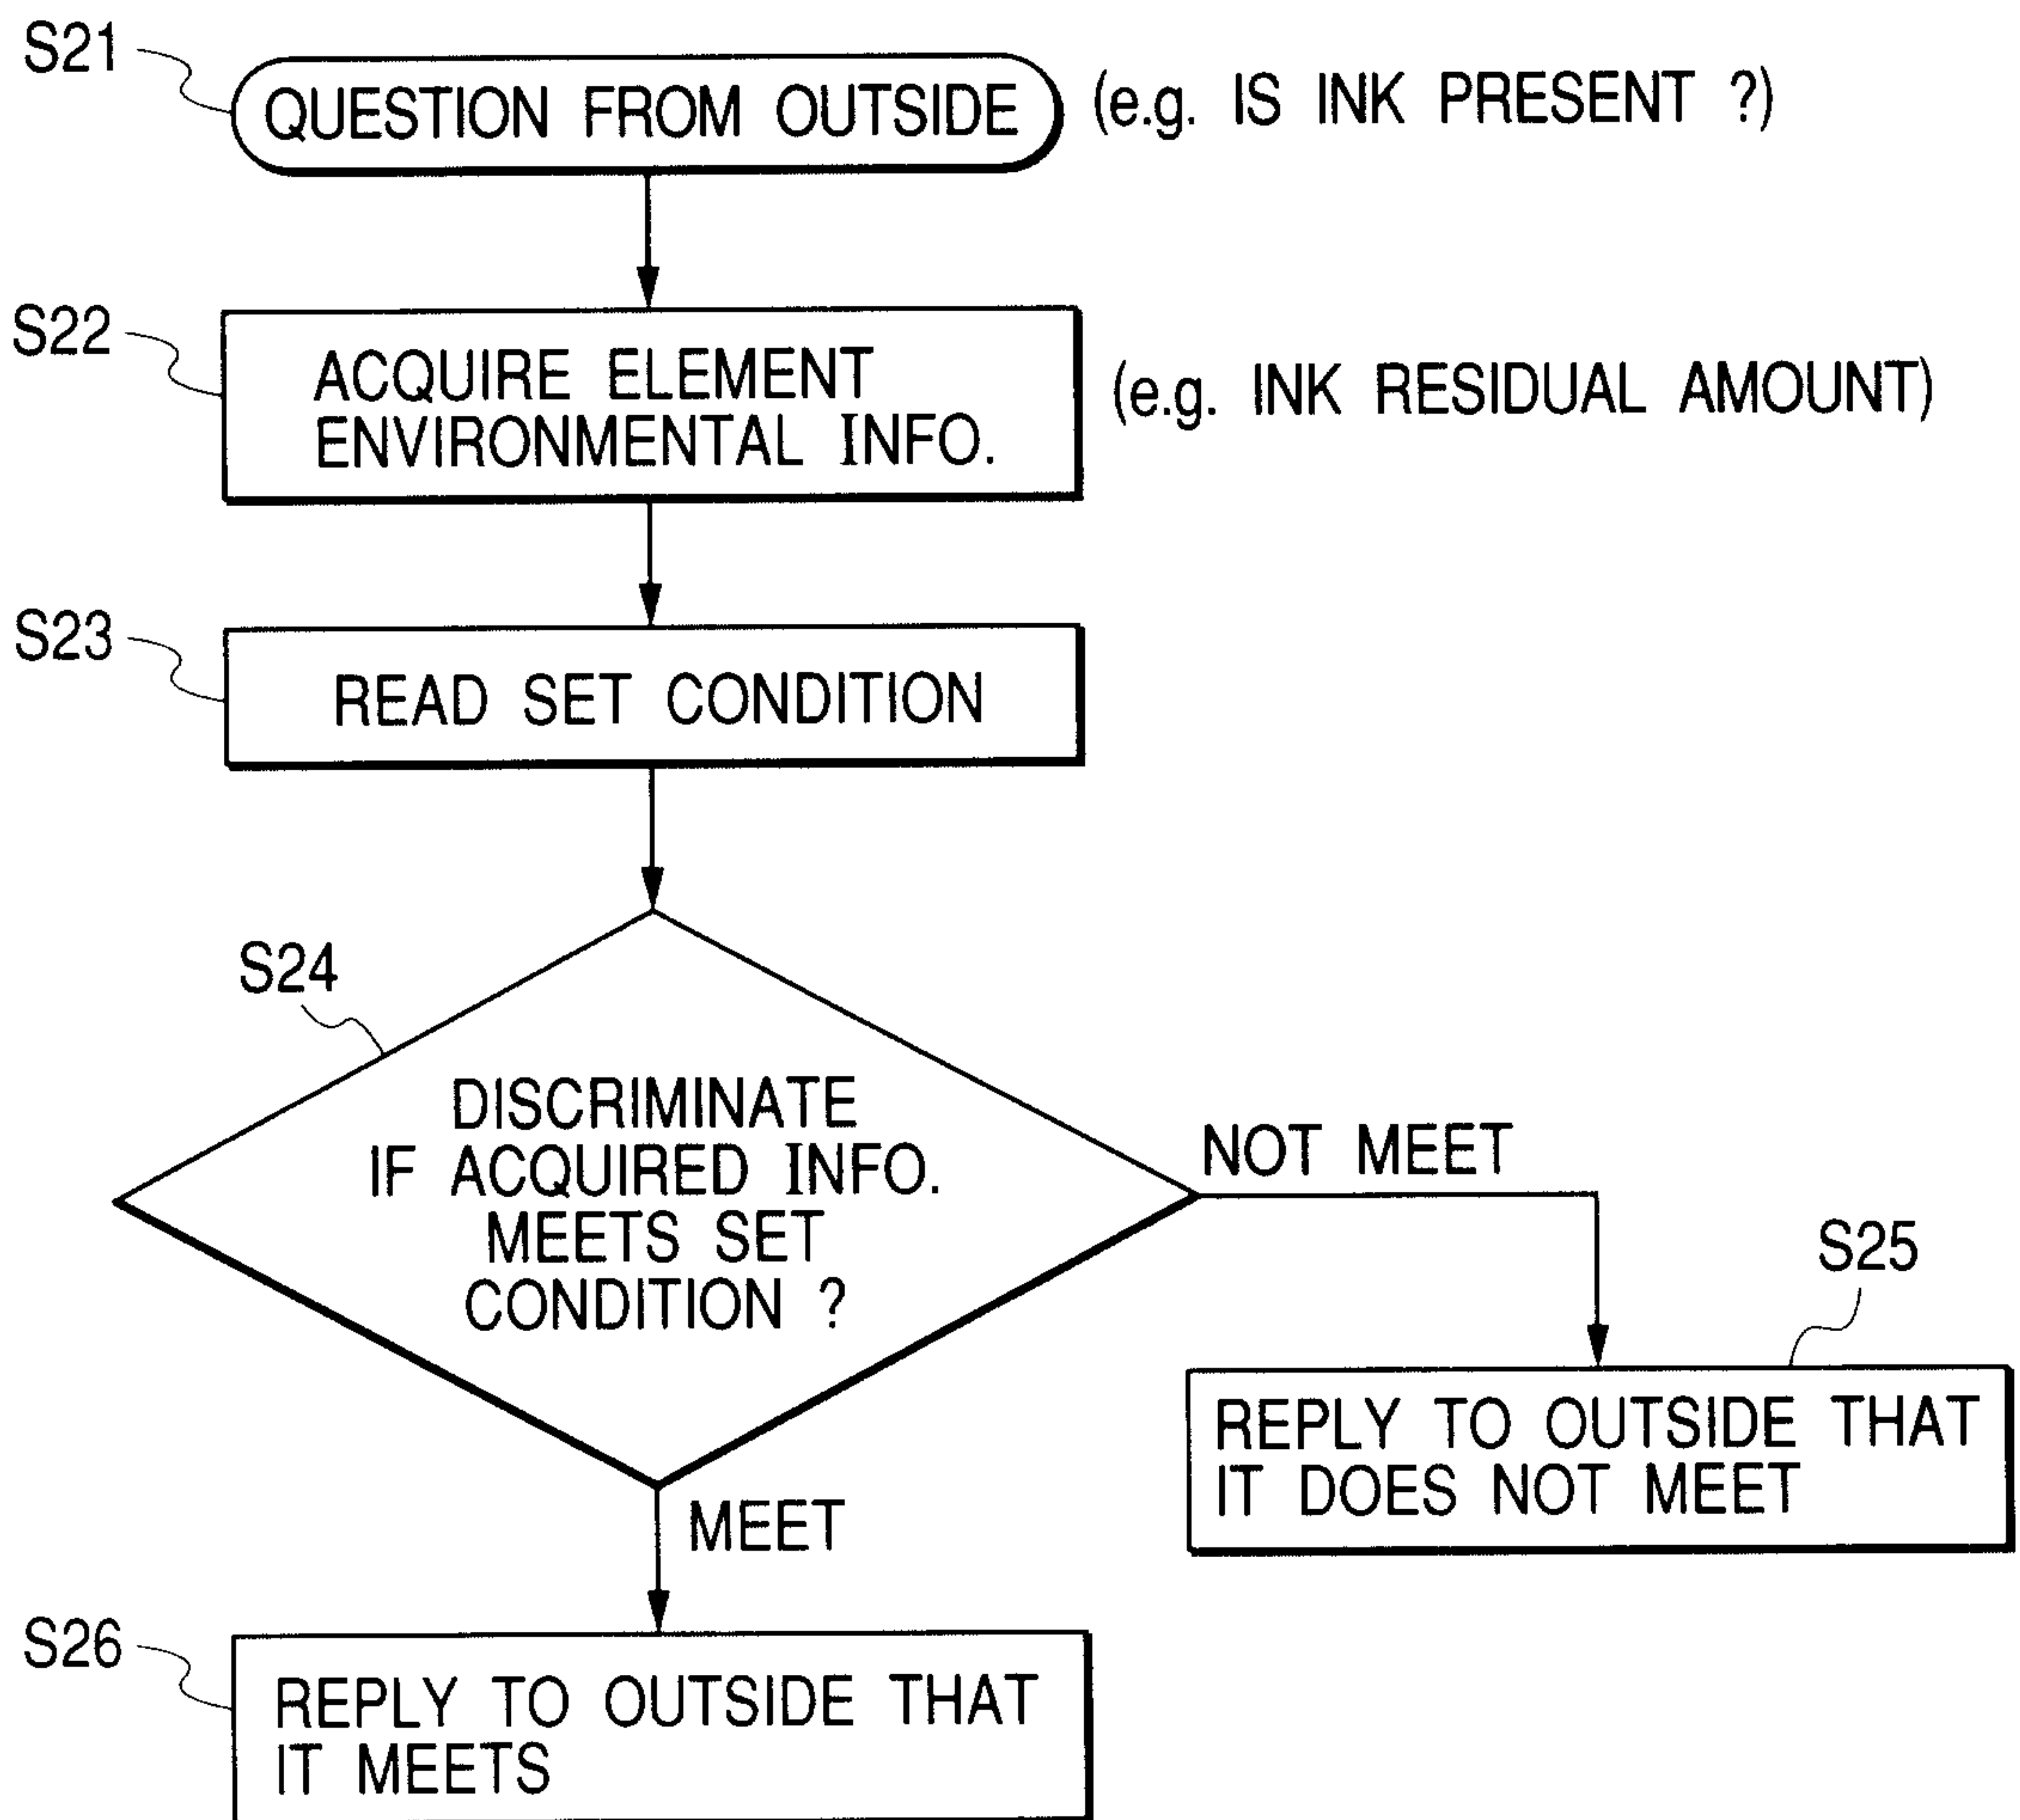 S21
QUESTION FROM OUTSIDE (e.g. IS INK PRESENT ?)
S22
ACQUIRE ELEMENT
ENVIRONMENTAL INFO.
(e.g. INK RESIDUAL AMOUNT)
S23
READ SET CONDITION
S24
DISCRIMINATE
IF ACQUIRED INFO.
MEETS SET
CONDITION ?
NOT MEET
S25
REPLY TO OUTSIDE THAT
IT DOES NOT MEET
MEET
S26
REPLY TO OUTSIDE THAT
IT MEETS